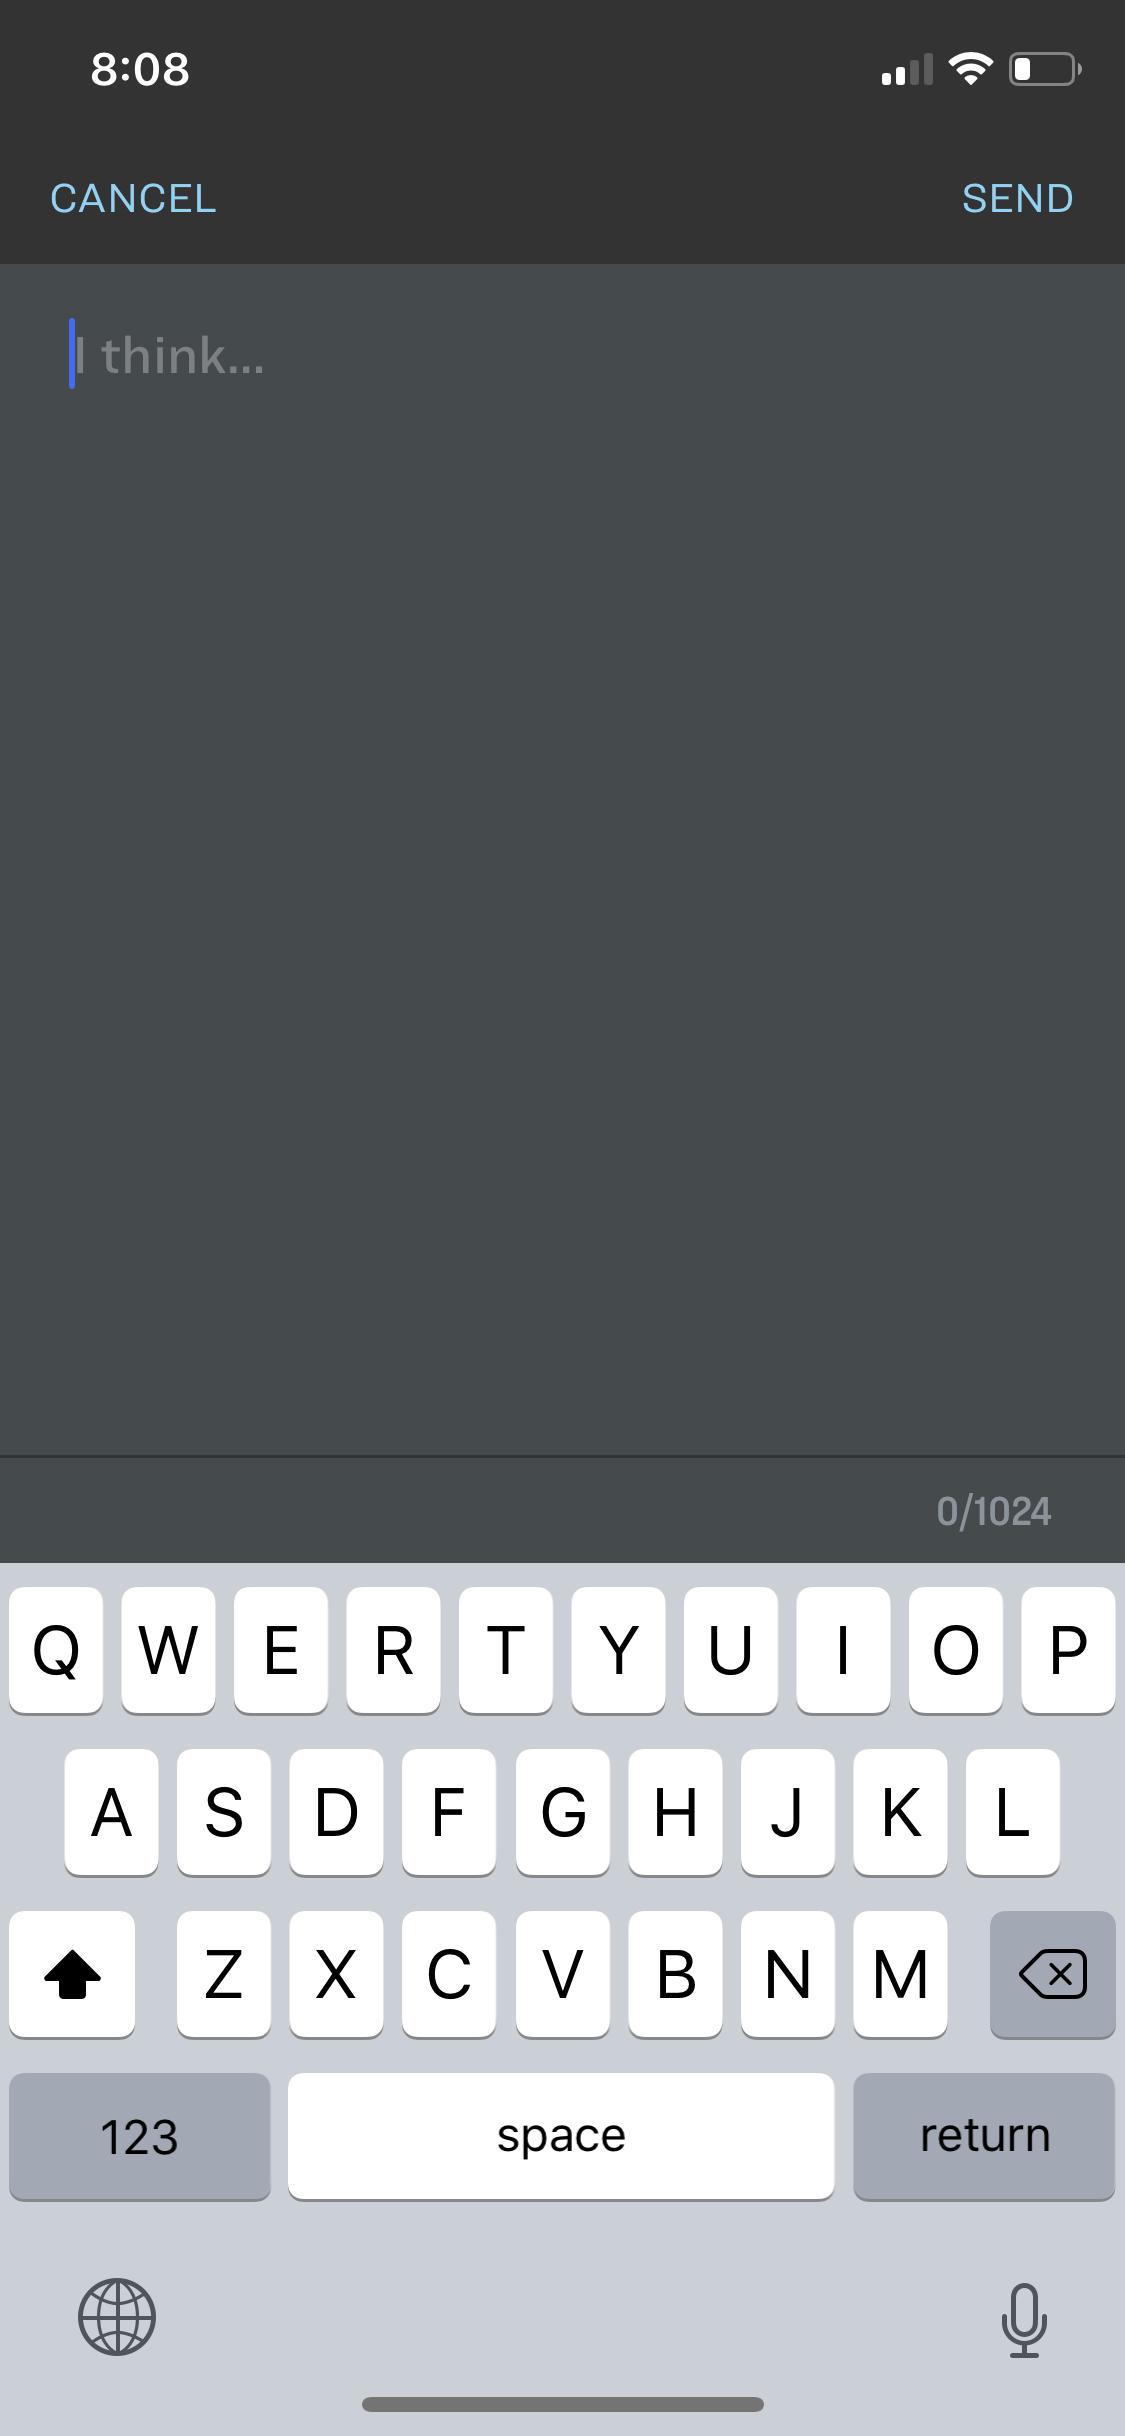 8:08
CANCEL SEND
I think...
0/1024
Q W E R T Y U I O P
A S D F G H J K L
Z X C V B N M
123 space return